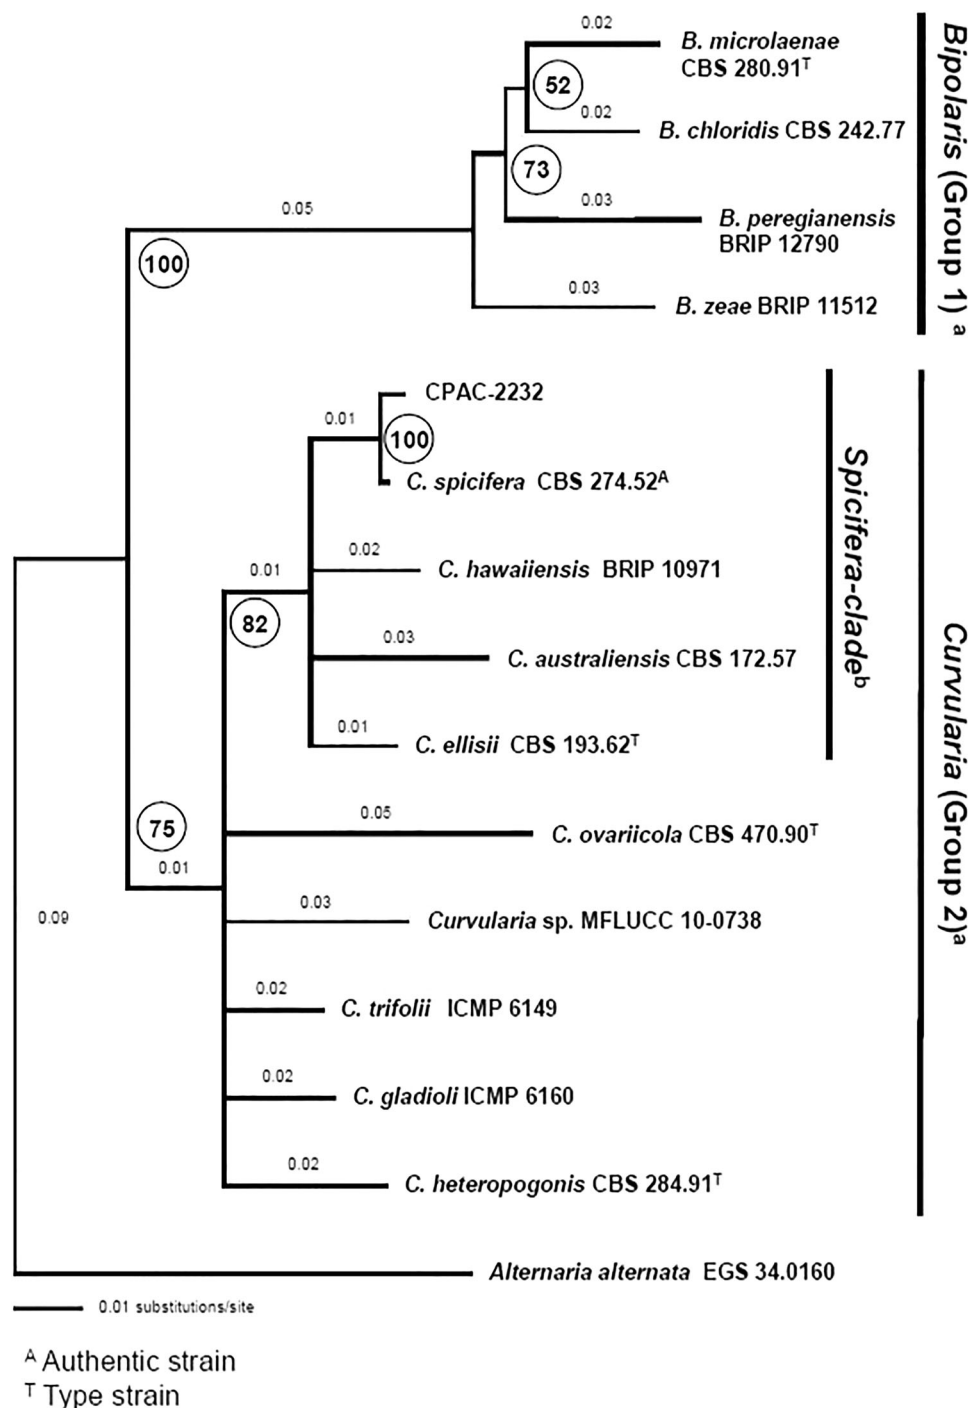 0.02
B. microlaenae
CBS 280.91ᵀ
52
0.02
B. chloridis CBS 242.77
73
0.03
B. peregianensis
BRIP 12790
0.05
100
0.03
B. zeae BRIP 11512
Bipolaris (Group 1) ᵃ
CPAC-2232
0.01
100
C. spicifera CBS 274.52ᴬ
0.02
C. hawaiiensis BRIP 10971
0.01
82
0.03
C. australiensis CBS 172.57
0.01
C. ellisii CBS 193.62ᵀ
Spicifera-cladeᵇ
0.05
C. ovariicola CBS 470.90ᵀ
75
0.01
0.03
Curvularia sp. MFLUCC 10-0738
0.09
0.02
C. trifolii ICMP 6149
0.02
C. gladioli ICMP 6160
0.02
C. heteropogonis CBS 284.91ᵀ
Curvularia (Group 2)ᵃ
Alternaria alternata EGS 34.0160
0.01 substitutions/site
ᴬ Authentic strain
ᵀ Type strain